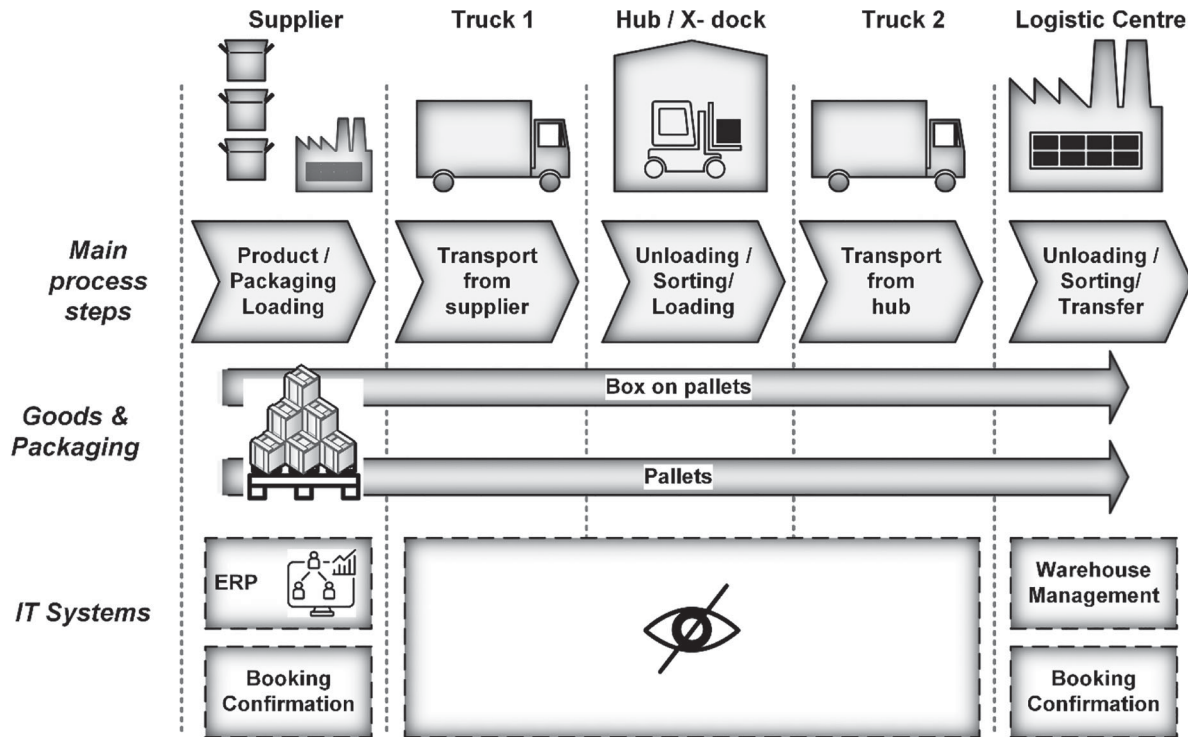 Supplier
Truck 1
Hub / X- dock
Truck 2
Logistic Centre
Main
process
steps
Product /
Packaging
Loading
Transport
from
supplier
Unloading /
Sorting/
Loading
Transport
from
hub
Unloading /
Sorting/
Transfer
Goods &
Packaging
Box on pallets
Pallets
IT Systems
ERP
Booking
Confirmation
Warehouse
Management
Booking
Confirmation